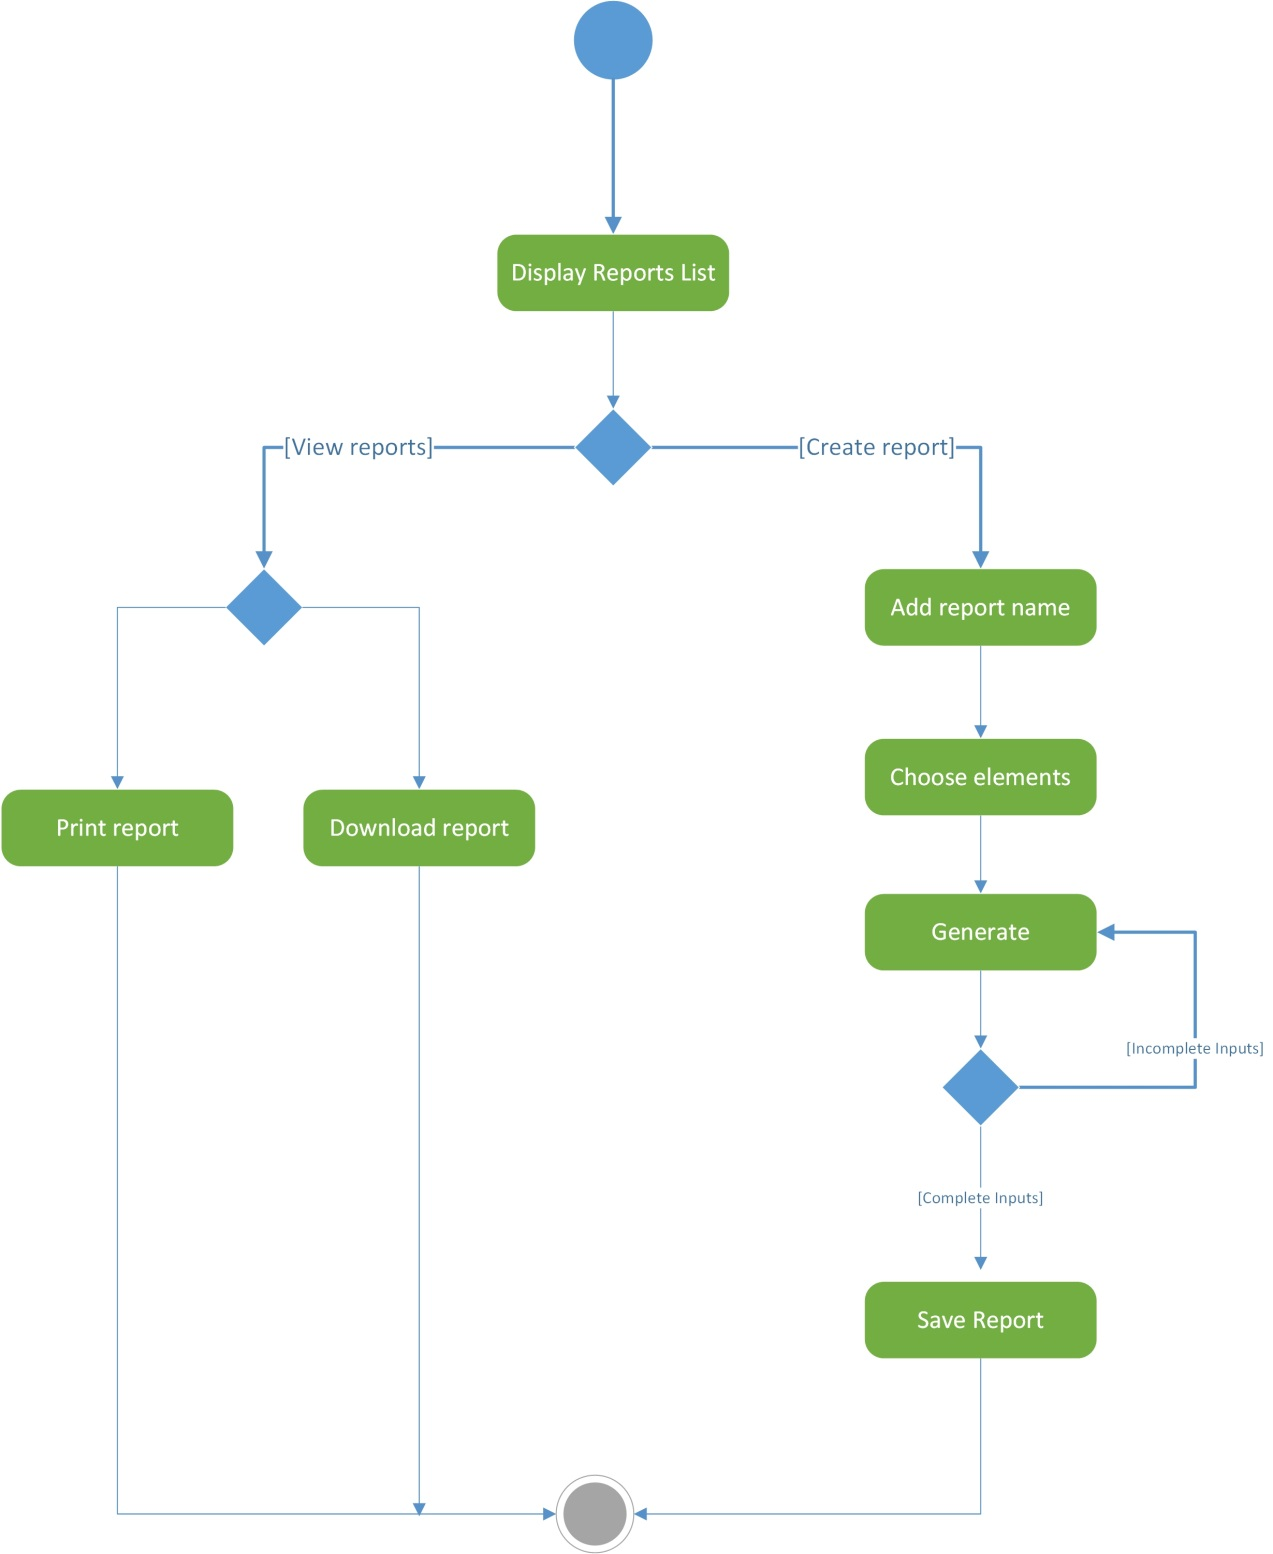 Display Reports List
[View reports]
[Create report]
Add report name
Choose elements
Print report
Download report
Generate
[Incomplete Inputs]
[Complete Inputs]
Save Report